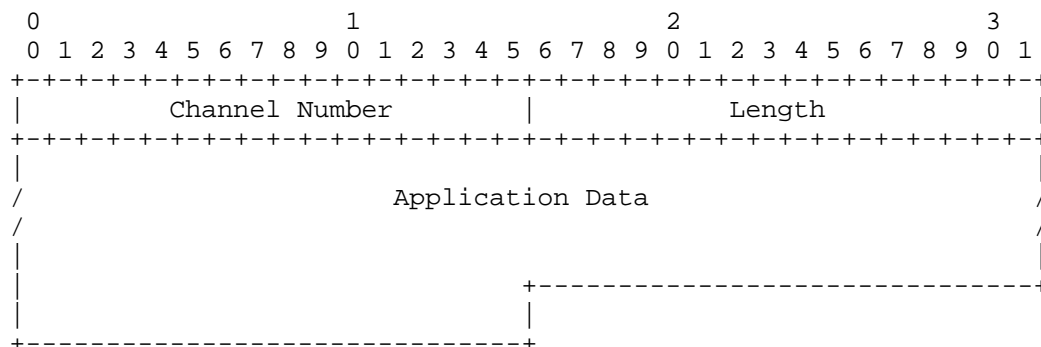 0 1 2 3
0 1 2 3 4 5 6 7 8 9 0 1 2 3 4 5 6 7 8 9 0 1 2 3 4 5 6 7 8 9 0 1
Channel Number Length
Application Data